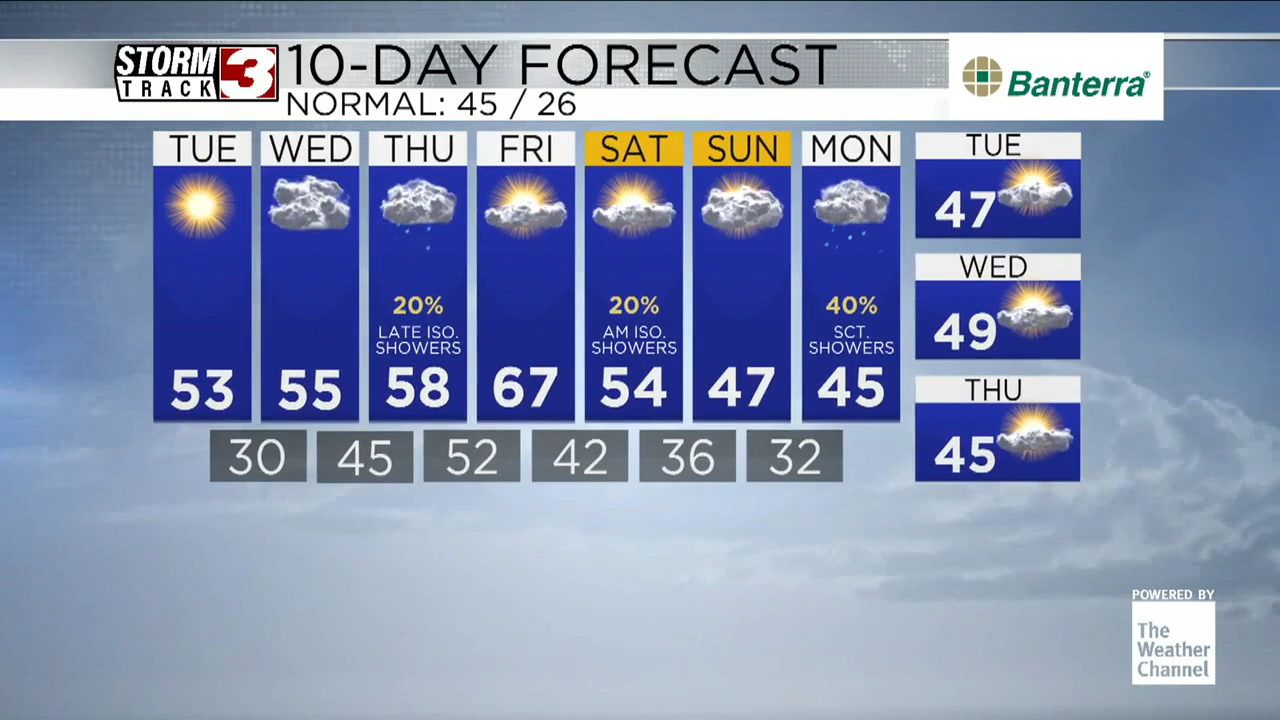 STORM
TRACK 3
10-DAY FORECAST
NORMAL: 45 / 26
Banterra®
TUE WED THU FRI SAT SUN MON
20% 20% 40%
LATE ISO. AM ISO. SCT.
SHOWERS SHOWERS SHOWERS
53 55 58 67 54 47 45
30 45 52 42 36 32
TUE
47
WED
49
THU
45
POWERED BY
The
Weather
Channel